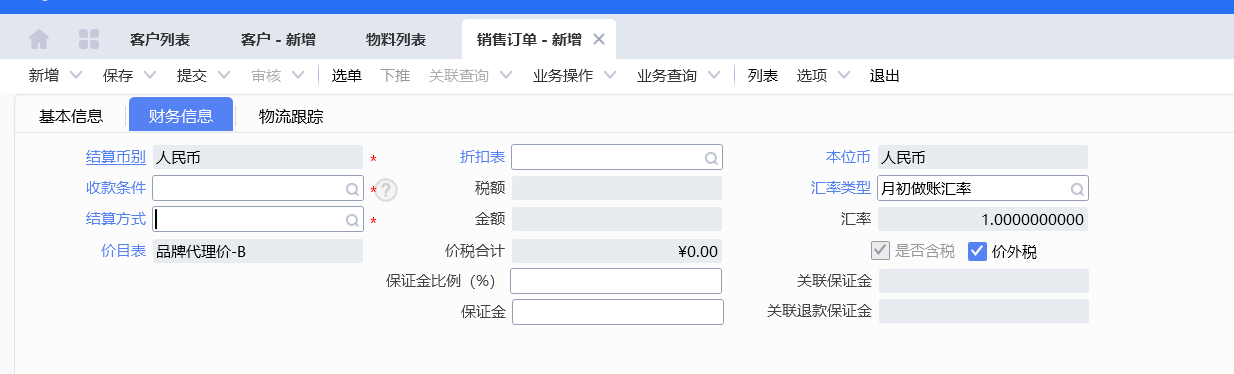 客户列表 客户 - 新增 物料列表 销售订单 - 新增
新增 保存 提交 审核 选单 下推 关联查询 业务操作 业务查询 列表 选项 退出
基本信息 财务信息 物流跟踪
结算币别 人民币 * 折扣表 本位币 人民币
收款条件 * ? 税额 汇率类型 月初做账汇率
结算方式 * 金额 汇率 1.0000000000
价目表 品牌代理价-B 价税合计 ¥0.00 是否含税 价外税
保证金比例（%） 关联保证金
保证金 关联退款保证金